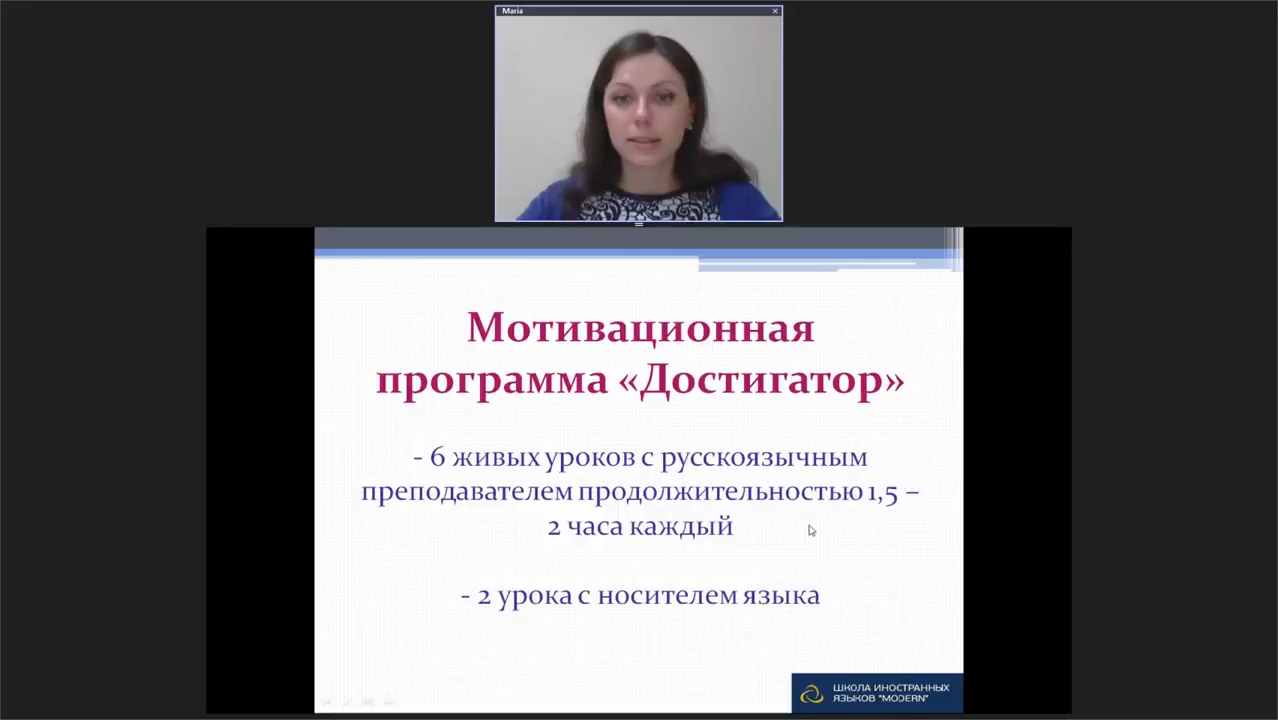 Maria
Мотивационная
программа «Достигатор»
- 6 живых уроков с русскоязычным
преподавателем продолжительностью 1,5 –
2 часа каждый
- 2 урока с носителем языка
ШКОЛА ИНОСТРАННЫХ
ЯЗЫКОВ "MODERN"